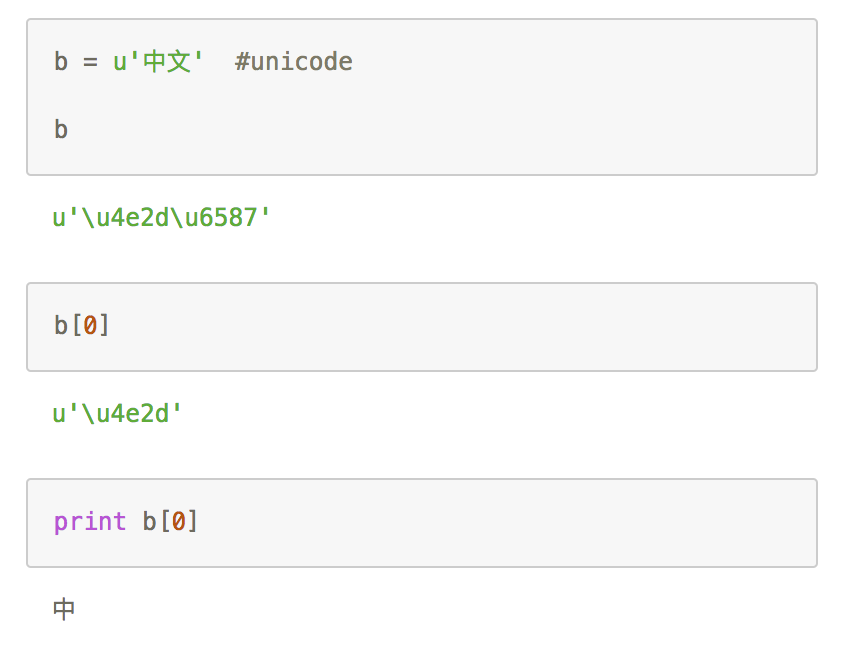 b = u'中文'  #unicode
b
u'\u4e2d\u6587'
b[0]
u'\u4e2d'
print b[0]
中